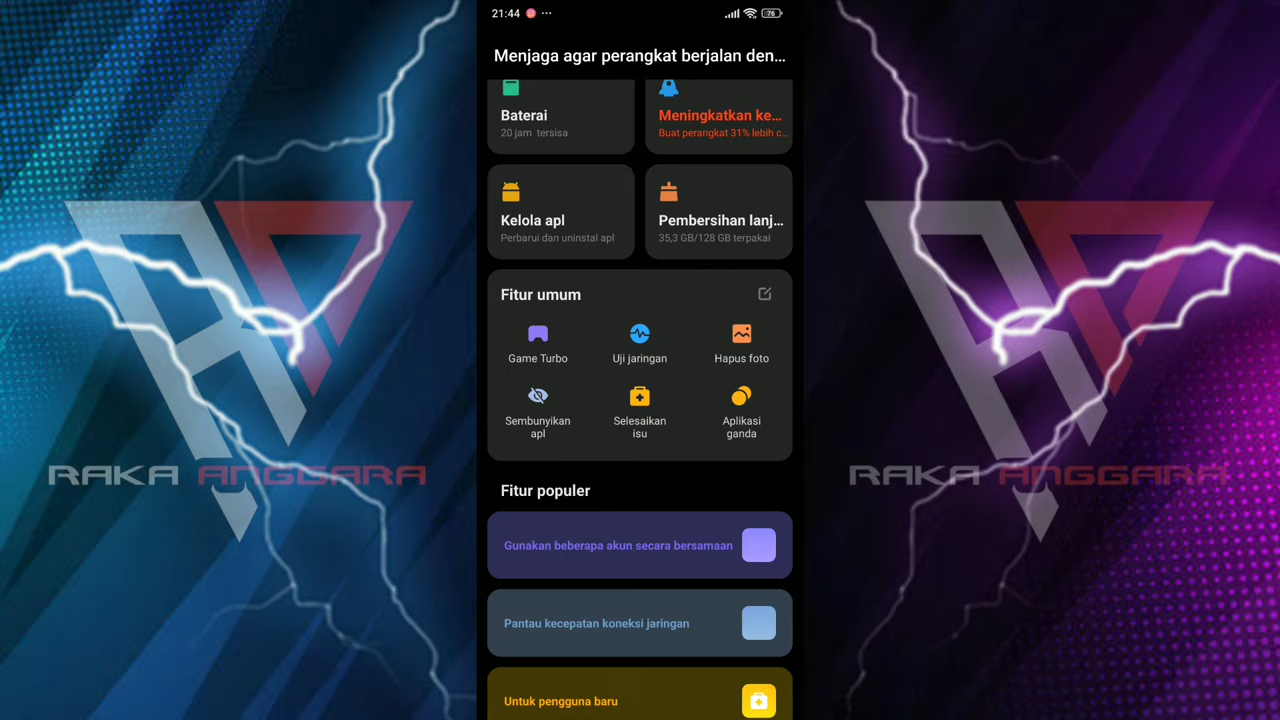 21:44
76
Menjaga agar perangkat berjalan den...
Baterai
20 jam tersisa
Meningkatkan ke...
Buat perangkat 31% lebih c...
Kelola apl
Perbarui dan uninstal apl
Pembersihan lanj...
35,3 GB/128 GB terpakai
Fitur umum
Game Turbo
Uji jaringan
Hapus foto
Sembunyikan
apl
Selesaikan
isu
Aplikasi
ganda
Fitur populer
Gunakan beberapa akun secara bersamaan
Pantau kecepatan koneksi jaringan
Untuk pengguna baru
RAKA ANGGARA
RAKA ANGGARA